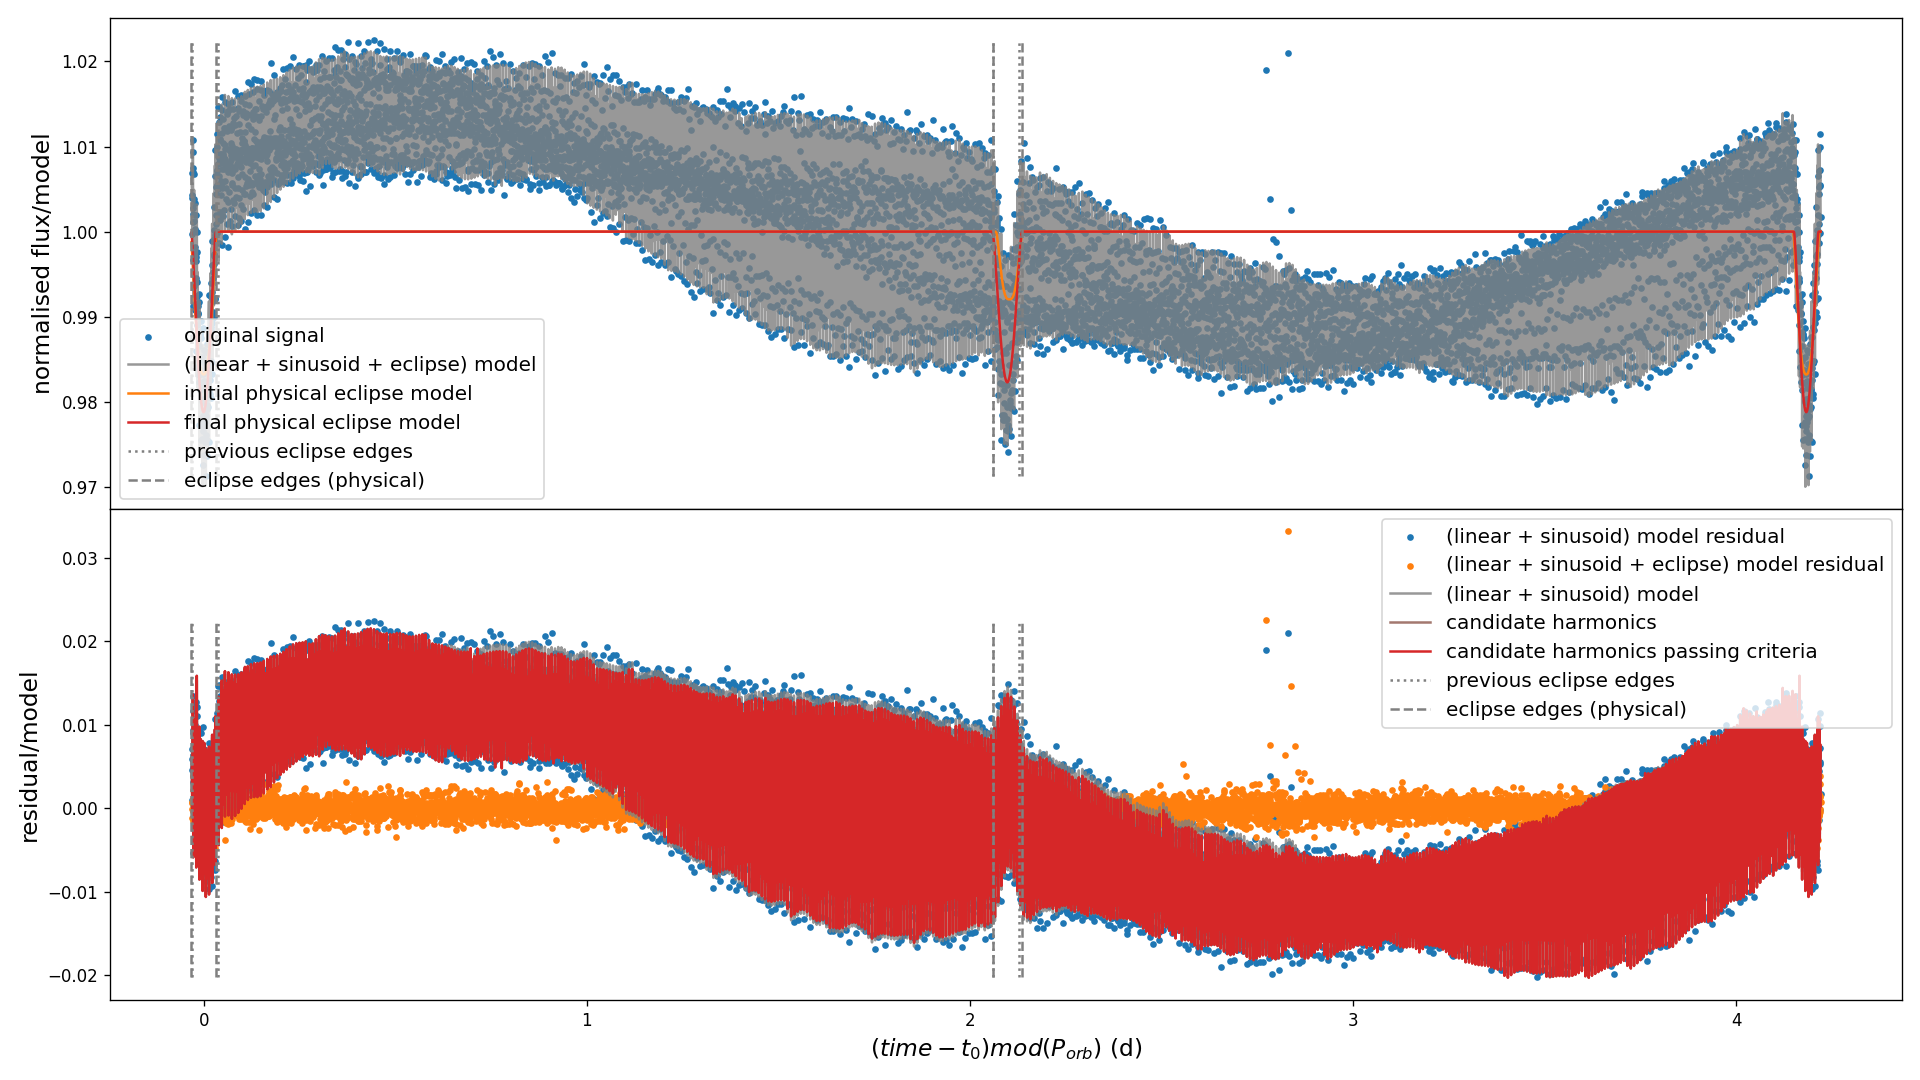 1.02
1.01
1.00
0.99
0.98
0.97
normalised flux/model
original signal
(linear + sinusoid + eclipse) model
initial physical eclipse model
final physical eclipse model
previous eclipse edges
eclipse edges (physical)
0.03
0.02
0.01
0.00
−0.01
−0.02
residual/model
(linear + sinusoid) model residual
(linear + sinusoid + eclipse) model residual
(linear + sinusoid) model
candidate harmonics
candidate harmonics passing criteria
previous eclipse edges
eclipse edges (physical)
0 1 2 3 4
(time − t₀)mod(Pₒᵣᵦ) (d)